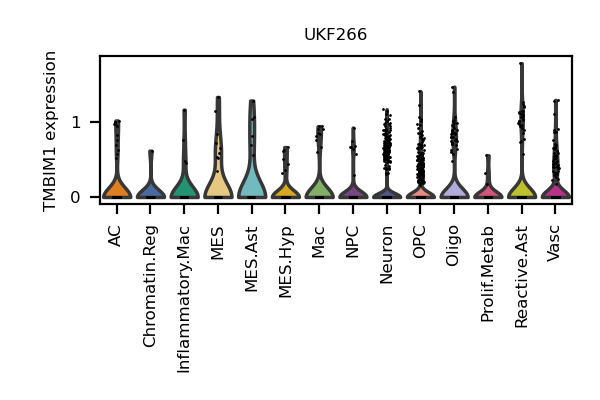 UKF266
TMBIM1 expression
1
0
AC
Chromatin.Reg
Inflammatory.Mac
MES
MES.Ast
MES.Hyp
Mac
NPC
Neuron
OPC
Oligo
Prolif.Metab
Reactive.Ast
Vasc